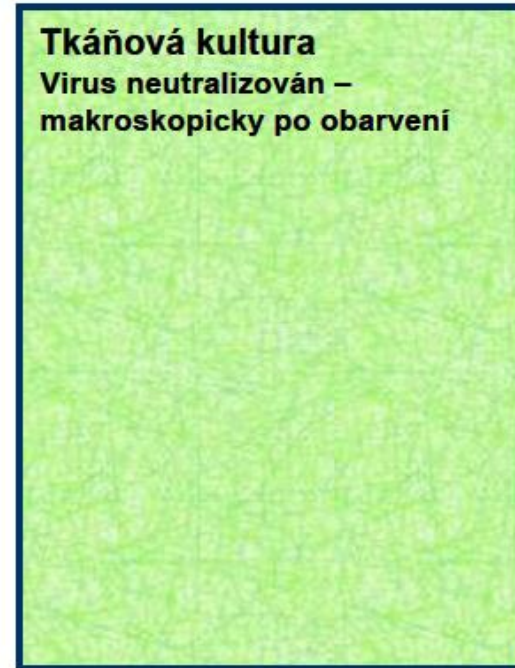 Tkáňová kultura
Virus neutralizován –
makroskopicky po obarvení